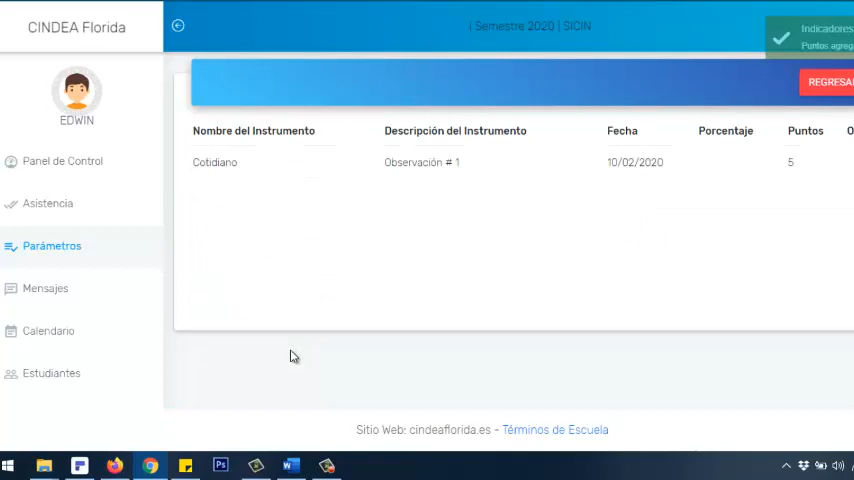 CINDEA Florida
I Semestre 2020 | SICIN
Indicadores
Puntos agreg
EDWIN
REGRESAR
Nombre del Instrumento Descripción del Instrumento Fecha Porcentaje Puntos O
Cotidiano Observación # 1 10/02/2020 5
Panel de Control
Asistencia
Parámetros
Mensajes
Calendario
Estudiantes
Sitio Web: cindeaflorida.es - Términos de Escuela
Ps